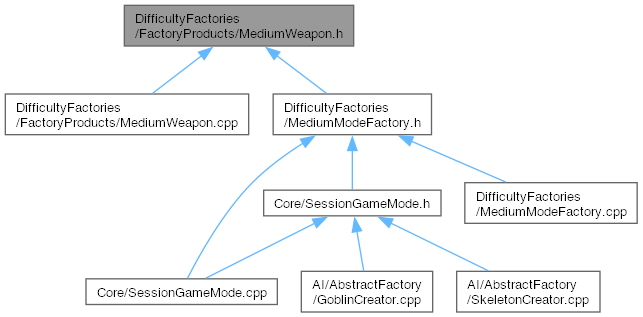 DifficultyFactories
/FactoryProducts/MediumWeapon.h
DifficultyFactories
/FactoryProducts/MediumWeapon.cpp
DifficultyFactories
/MediumModeFactory.h
Core/SessionGameMode.h
DifficultyFactories
/MediumModeFactory.cpp
Core/SessionGameMode.cpp
AI/AbstractFactory
/GoblinCreator.cpp
AI/AbstractFactory
/SkeletonCreator.cpp